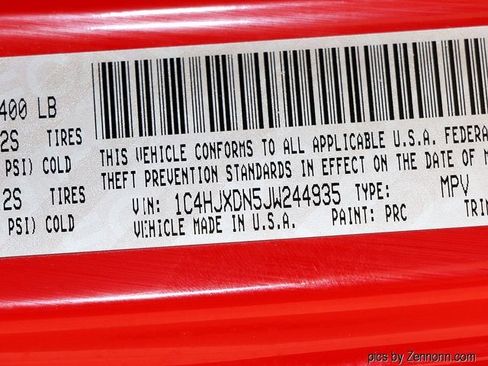 400 LB
2S TIRES
PSI) COLD
2S TIRES
PSI) COLD
THIS VEHICLE CONFORMS TO ALL APPLICABLE U.S.A. FEDERA
THEFT PREVENTION STANDARDS IN EFFECT ON THE DATE OF M
VIN: 1C4HJXDN5JW244935 TYPE: MPV
VEHICLE MADE IN U.S.A. PAINT: PRC TRIM
pics by Zennonn.com